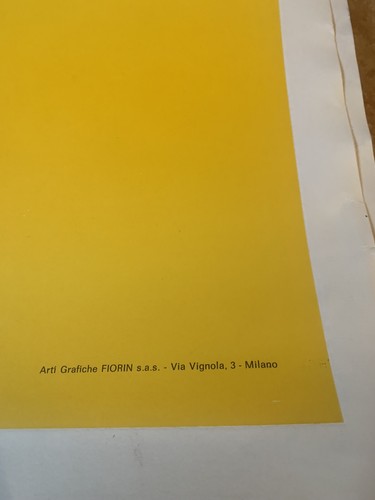 Arti Grafiche FIORIN s.a.s. - Via Vignola, 3 - Milano